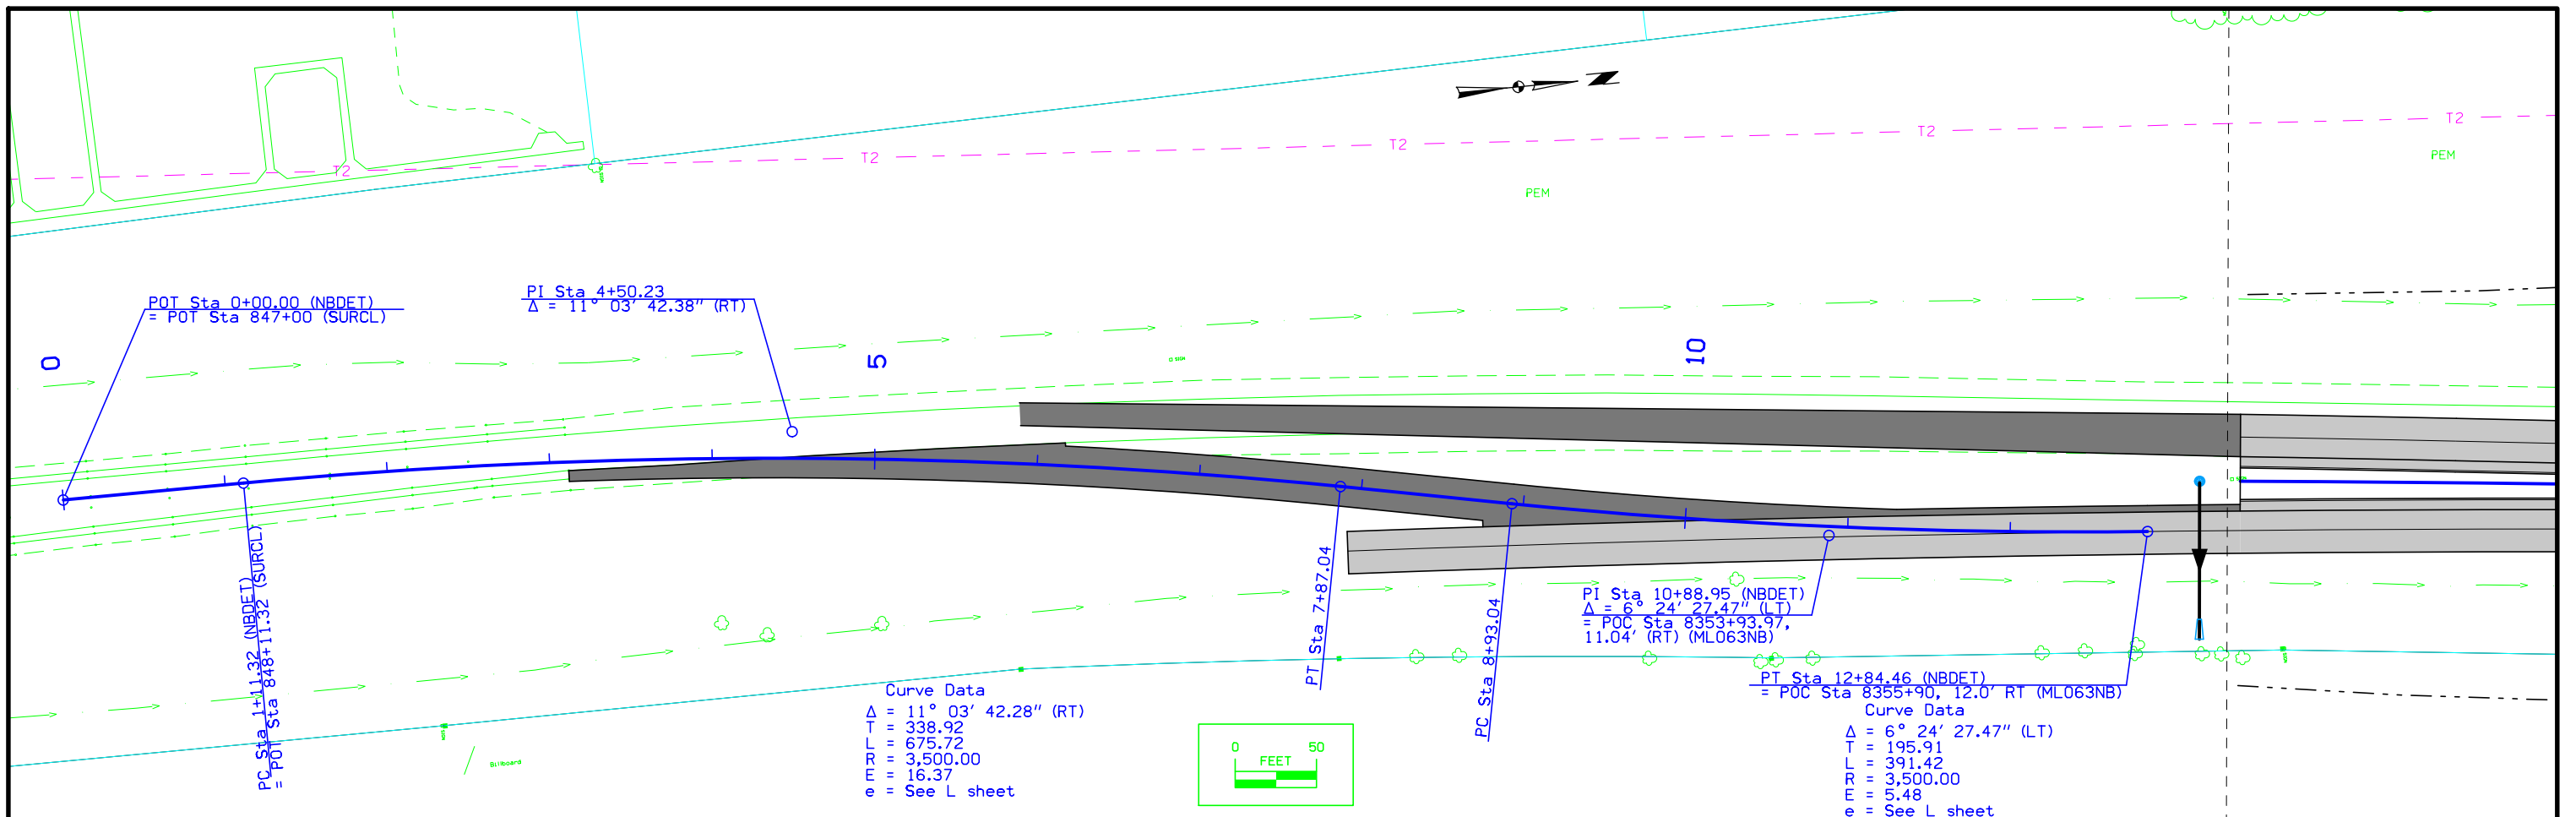 T2
T2
T2
T2
T2
PEM
PEM
POT Sta 0+00.00 (NBDET)
= POT Sta 847+00 (SURCL)
PI Sta 4+50.23
Δ = 11° 03' 42.38" (RT)
0
5
10
PC Sta 1+11.32 (NBDET)
= POT Sta 848+11.32 (SURCL)
PT Sta 7+87.04
PC Sta 8+93.04
PI Sta 10+88.95 (NBDET)
Δ = 6° 24' 27.47" (LT)
= POC Sta 8353+93.97,
11.04' (RT) (ML063NB)
PT Sta 12+84.46 (NBDET)
= POC Sta 8355+90, 12.0' RT (ML063NB)
Curve Data
Δ = 11° 03' 42.28" (RT)
T = 338.92
L = 675.72
R = 3,500.00
E = 16.37
e = See L sheet
Billboard
0 50
FEET
Curve Data
Δ = 6° 24' 27.47" (LT)
T = 195.91
L = 391.42
R = 3,500.00
E = 5.48
e = See L sheet